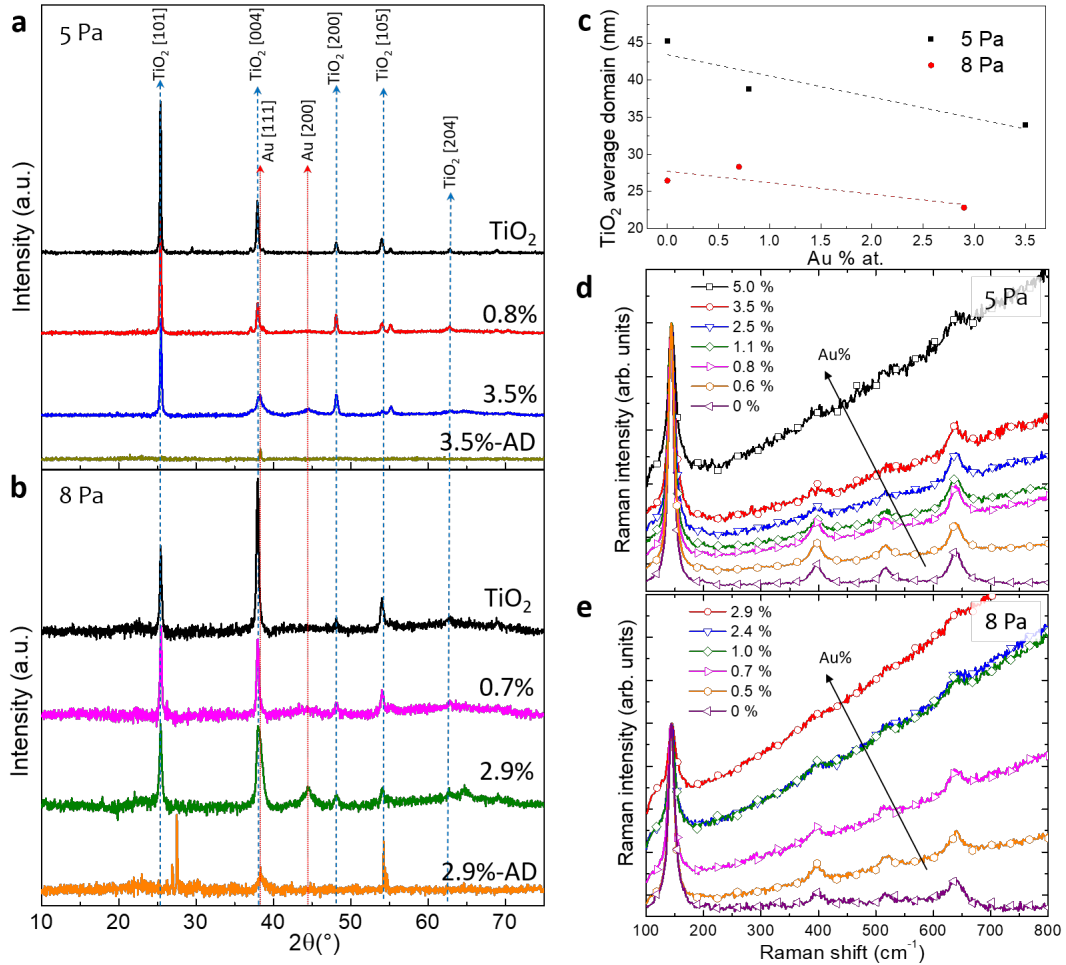 a
5 Pa
TiO2 [101]
TiO2 [004]
Au [111]
Au [200]
TiO2 [200]
TiO2 [105]
TiO2 [204]
TiO2
0.8%
3.5%
3.5%-AD
Intensity (a.u.)
b
8 Pa
TiO2
0.7%
2.9%
2.9%-AD
Intensity (a.u.)
10 20 30 40 50 60 70
2θ(°)
c
5 Pa
8 Pa
45
40
35
30
25
20
TiO2 average domain (nm)
0.0 0.5 1.0 1.5 2.0 2.5 3.0 3.5
Au % at.
d
5 Pa
5.0 %
3.5 %
2.5 %
1.1 %
0.8 %
0.6 %
0 %
Au%
Raman intensity (arb. units)
e
8 Pa
2.9 %
2.4 %
1.0 %
0.7 %
0.5 %
0 %
Au%
Raman intensity (arb. units)
100 200 300 400 500 600 700 800
Raman shift (cm-1)